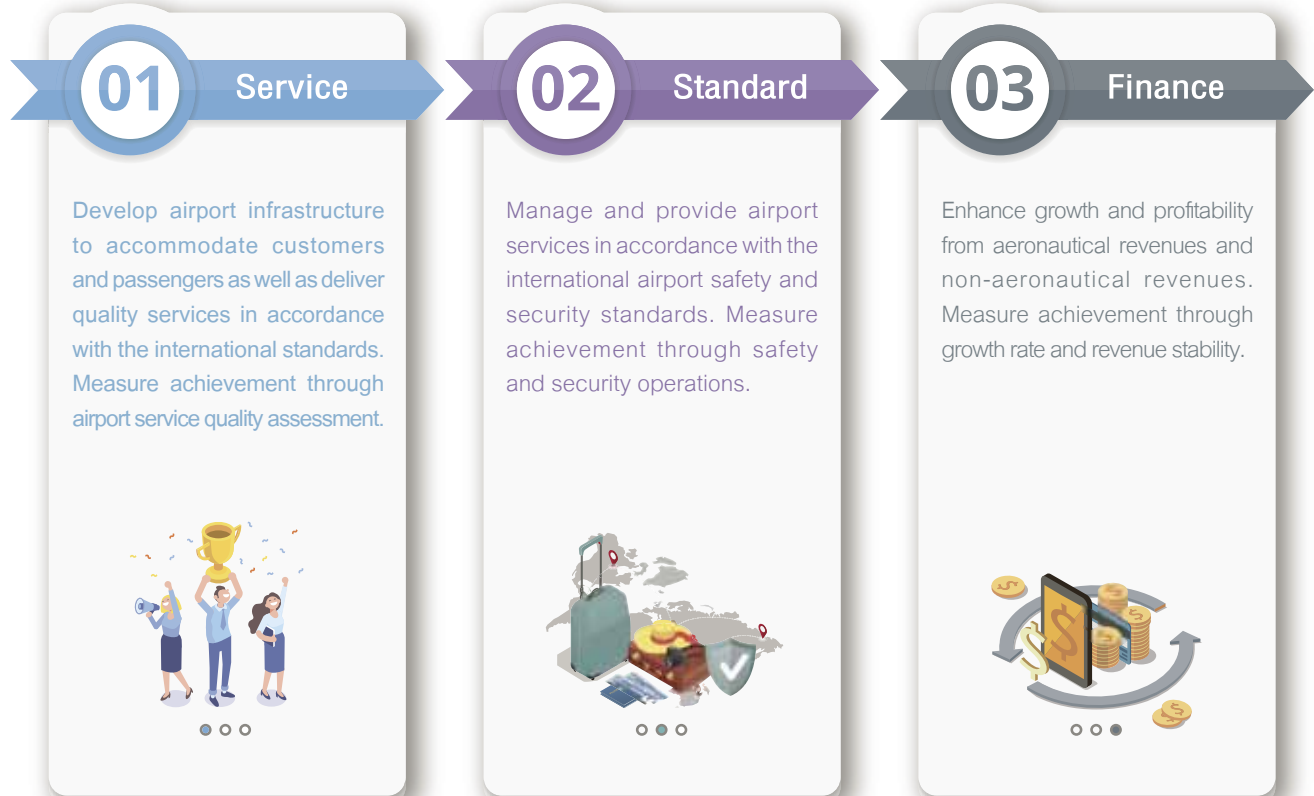 01 Service
Develop airport infrastructure
to accommodate customers
and passengers as well as deliver
quality services in accordance
with the international standards.
Measure achievement through
airport service quality assessment.
02 Standard
Manage and provide airport
services in accordance with the
international airport safety and
security standards. Measure
achievement through safety
and security operations.
03 Finance
Enhance growth and profitability
from aeronautical revenues and
non-aeronautical revenues.
Measure achievement through
growth rate and revenue stability.